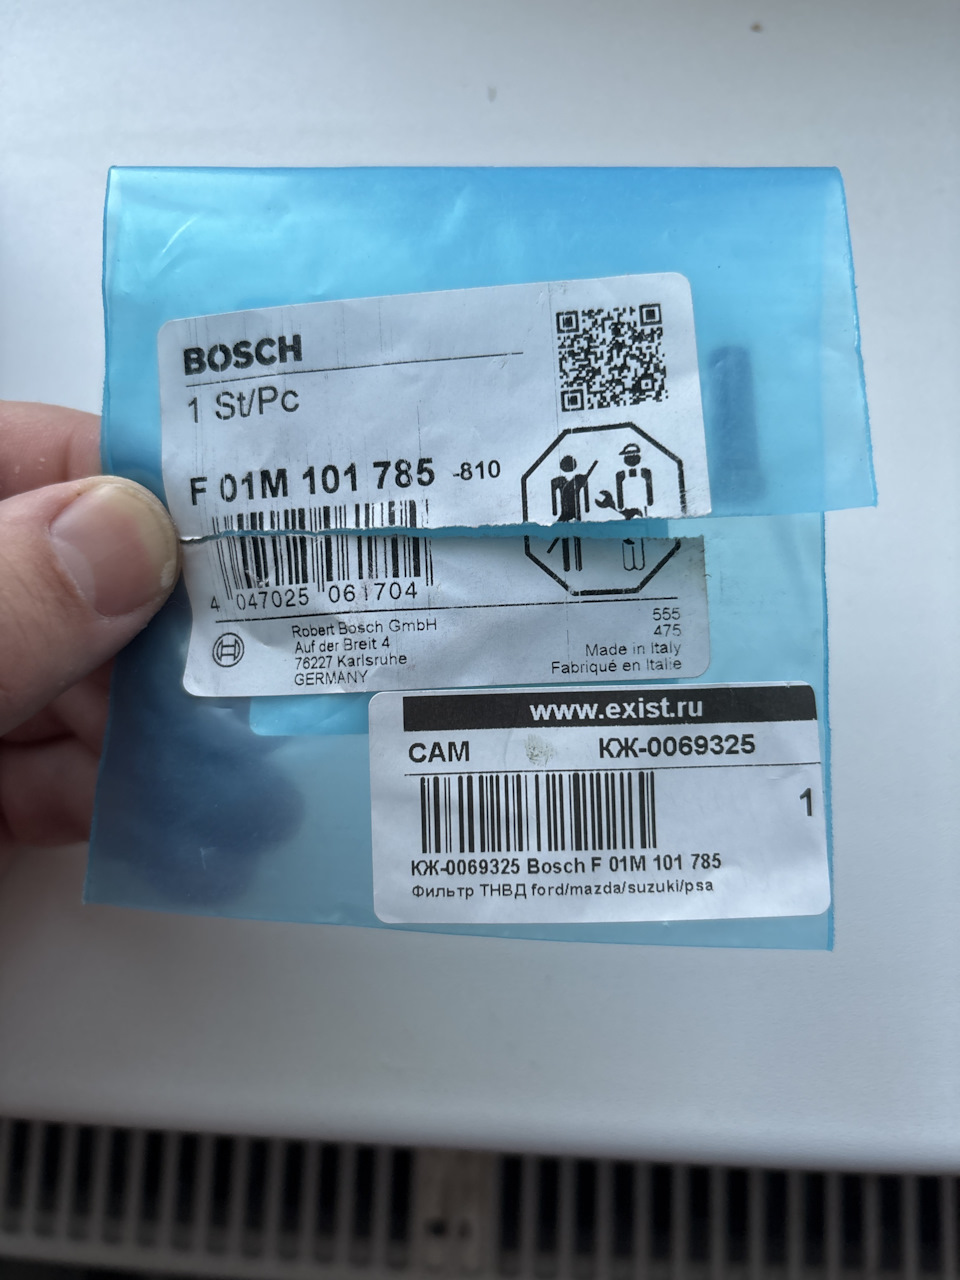 BOSCH
1 St/Pc
F 01M 101 785 -810
4 047025 061704
Robert Bosch GmbH
Auf der Breit 4
76227 Karlsruhe
GERMANY
555
475
Made in Italy
Fabriqué en Italie
www.exist.ru
САМ КЖ-0069325
1
КЖ-0069325 Bosch F 01M 101 785
Фильтр ТНВД ford/mazda/suzuki/psa